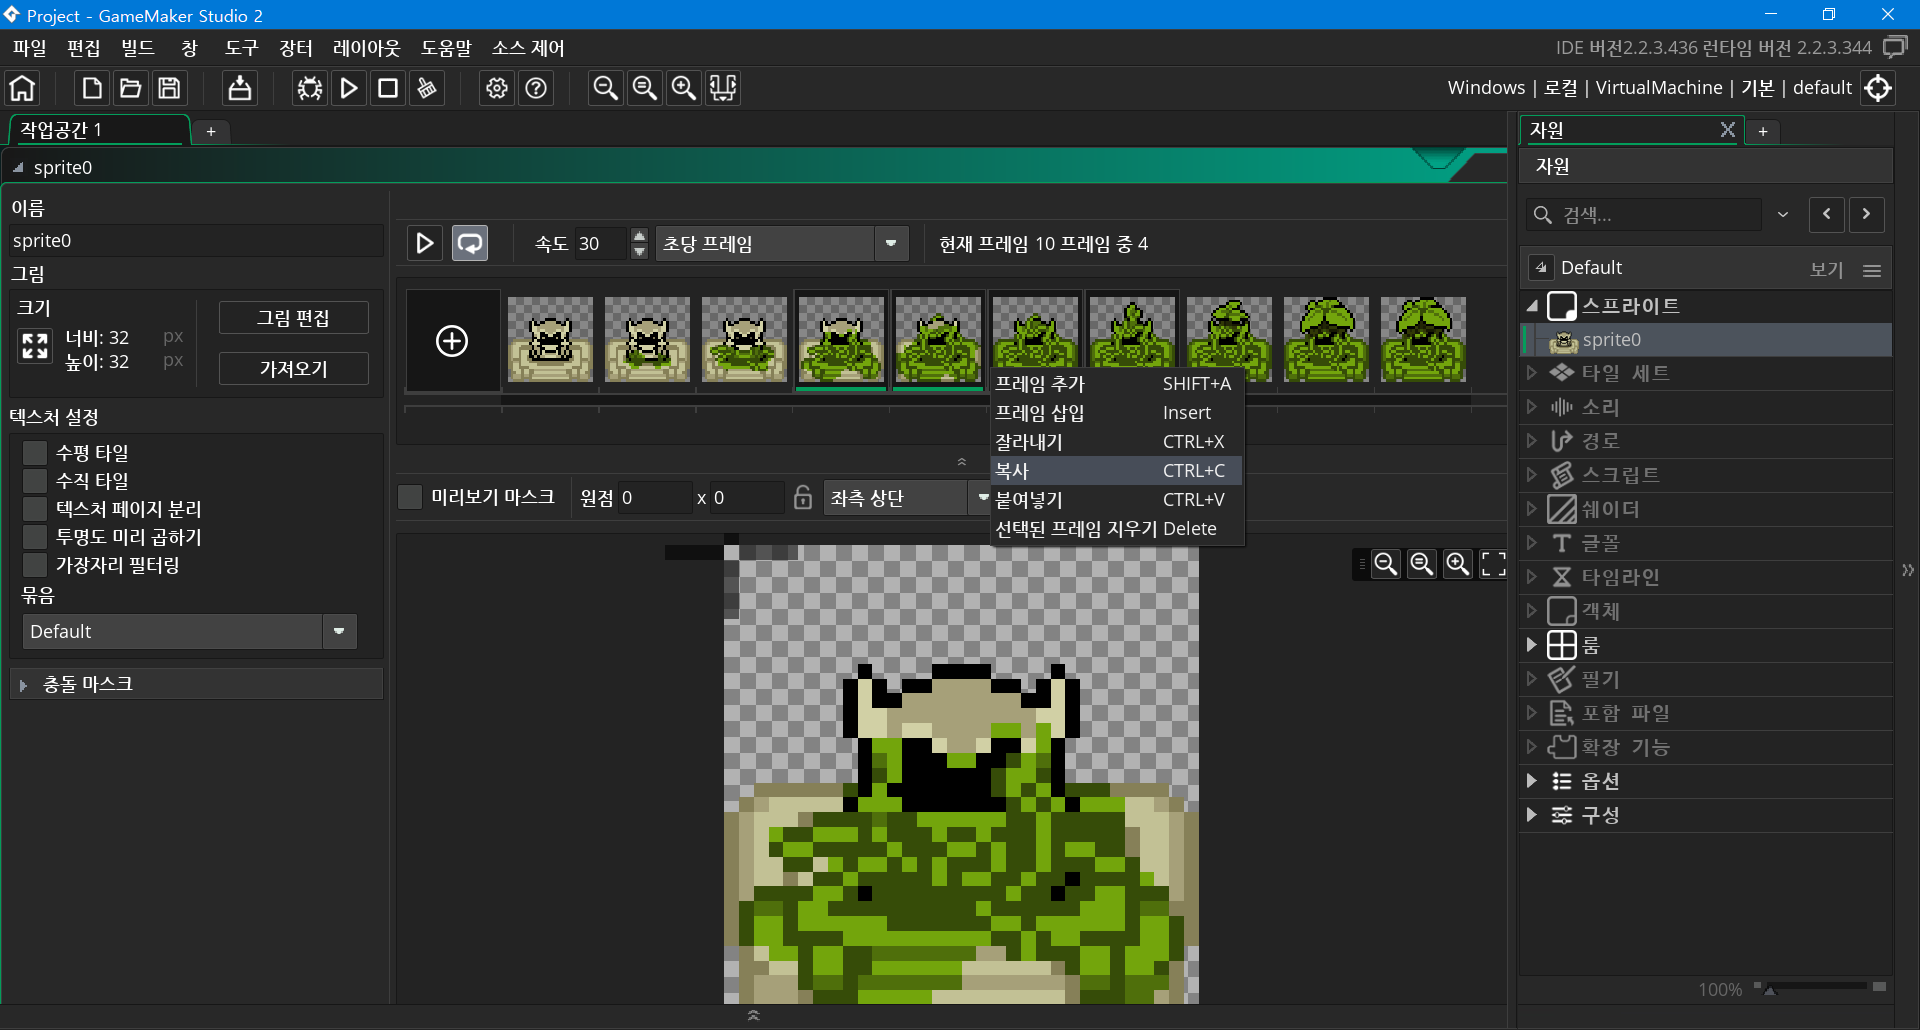 Project - GameMaker Studio 2
파일 편집 빌드 창 도구 장터 레이아웃 도움말 소스 제어
IDE 버전2.2.3.436 런타임 버전 2.2.3.344
Windows | 로컬 | VirtualMachine | 기본 | default
작업공간 1
+
sprite0
이름
sprite0
그림
크기
너비: 32 px
높이: 32 px
그림 편집
가져오기
텍스처 설정
수평 타일
수직 타일
텍스처 페이지 분리
투명도 미리 곱하기
가장자리 필터링
묶음
Default
충돌 마스크
속도 30 초당 프레임 현재 프레임 10 프레임 중 4
프레임 추가 SHIFT+A
프레임 삽입 Insert
잘라내기 CTRL+X
복사 CTRL+C
붙여넣기 CTRL+V
선택된 프레임 지우기 Delete
미리보기 마스크 원점 0 x 0 좌측 상단
자원 X +
자원
검색...
Default 보기
스프라이트
sprite0
타일 세트
소리
경로
스크립트
쉐이더
글꼴
타임라인
객체
룸
필기
포함 파일
확장 기능
옵션
구성
100%